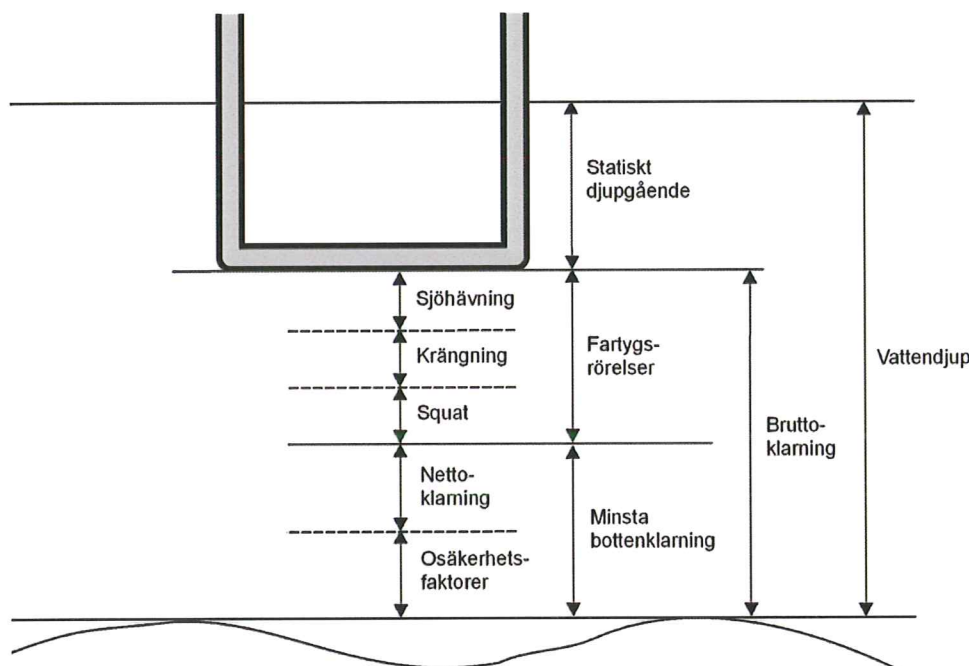 Statiskt
djupgående
Sjöhävning
Krängning
Squat
Fartygs-
rörelser
Vattendjup
Brutto-
klarning
Netto-
klarning
Minsta
bottenklarning
Osäkerhets-
faktorer